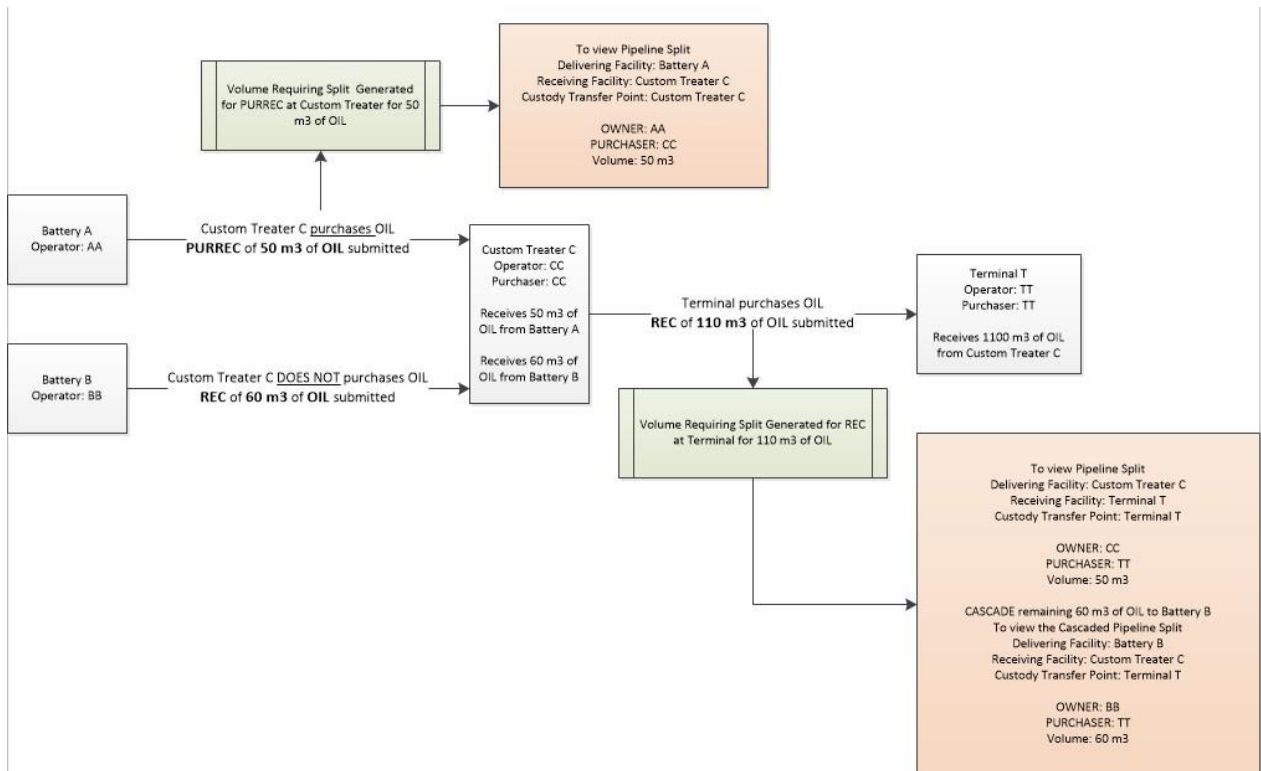 To view Pipeline Split
Delivering Facility: Battery A
Receiving Facility: Custom Treater C
Custody Transfer Point: Custom Treater C
OWNER: AA
PURCHASER: CC
Volume: 50 m3
Volume Requiring Split Generated
for PURREC at Custom Treater for 50
m3 of OIL
Battery A
Operator: AA
Custom Treater C purchases OIL
PURREC of 50 m3 of OIL submitted
Battery B
Operator: BB
Custom Treater C DOES NOT purchases OIL
REC of 60 m3 of OIL submitted
Custom Treater C
Operator: CC
Purchaser: CC
Receives 50 m3 of
OIL from Battery A
Receives 60 m3 of
OIL from Battery B
Terminal purchases OIL
REC of 110 m3 of OIL submitted
Terminal T
Operator: TT
Purchaser: TT
Receives 1100 m3 of OIL
from Custom Treater C
Volume Requiring Split Generated for REC
at Terminal for 110 m3 of OIL
To view Pipeline Split
Delivering Facility: Custom Treater C
Receiving Facility: Terminal T
Custody Transfer Point: Terminal T
OWNER: CC
PURCHASER: TT
Volume: 50 m3
CASCADE remaining 60 m3 of OIL to Battery B
To view the Cascaded Pipeline Split
Delivering Facility: Battery B
Receiving Facility: Custom Treater C
Custody Transfer Point: Terminal T
OWNER: BB
PURCHASER: TT
Volume: 60 m3